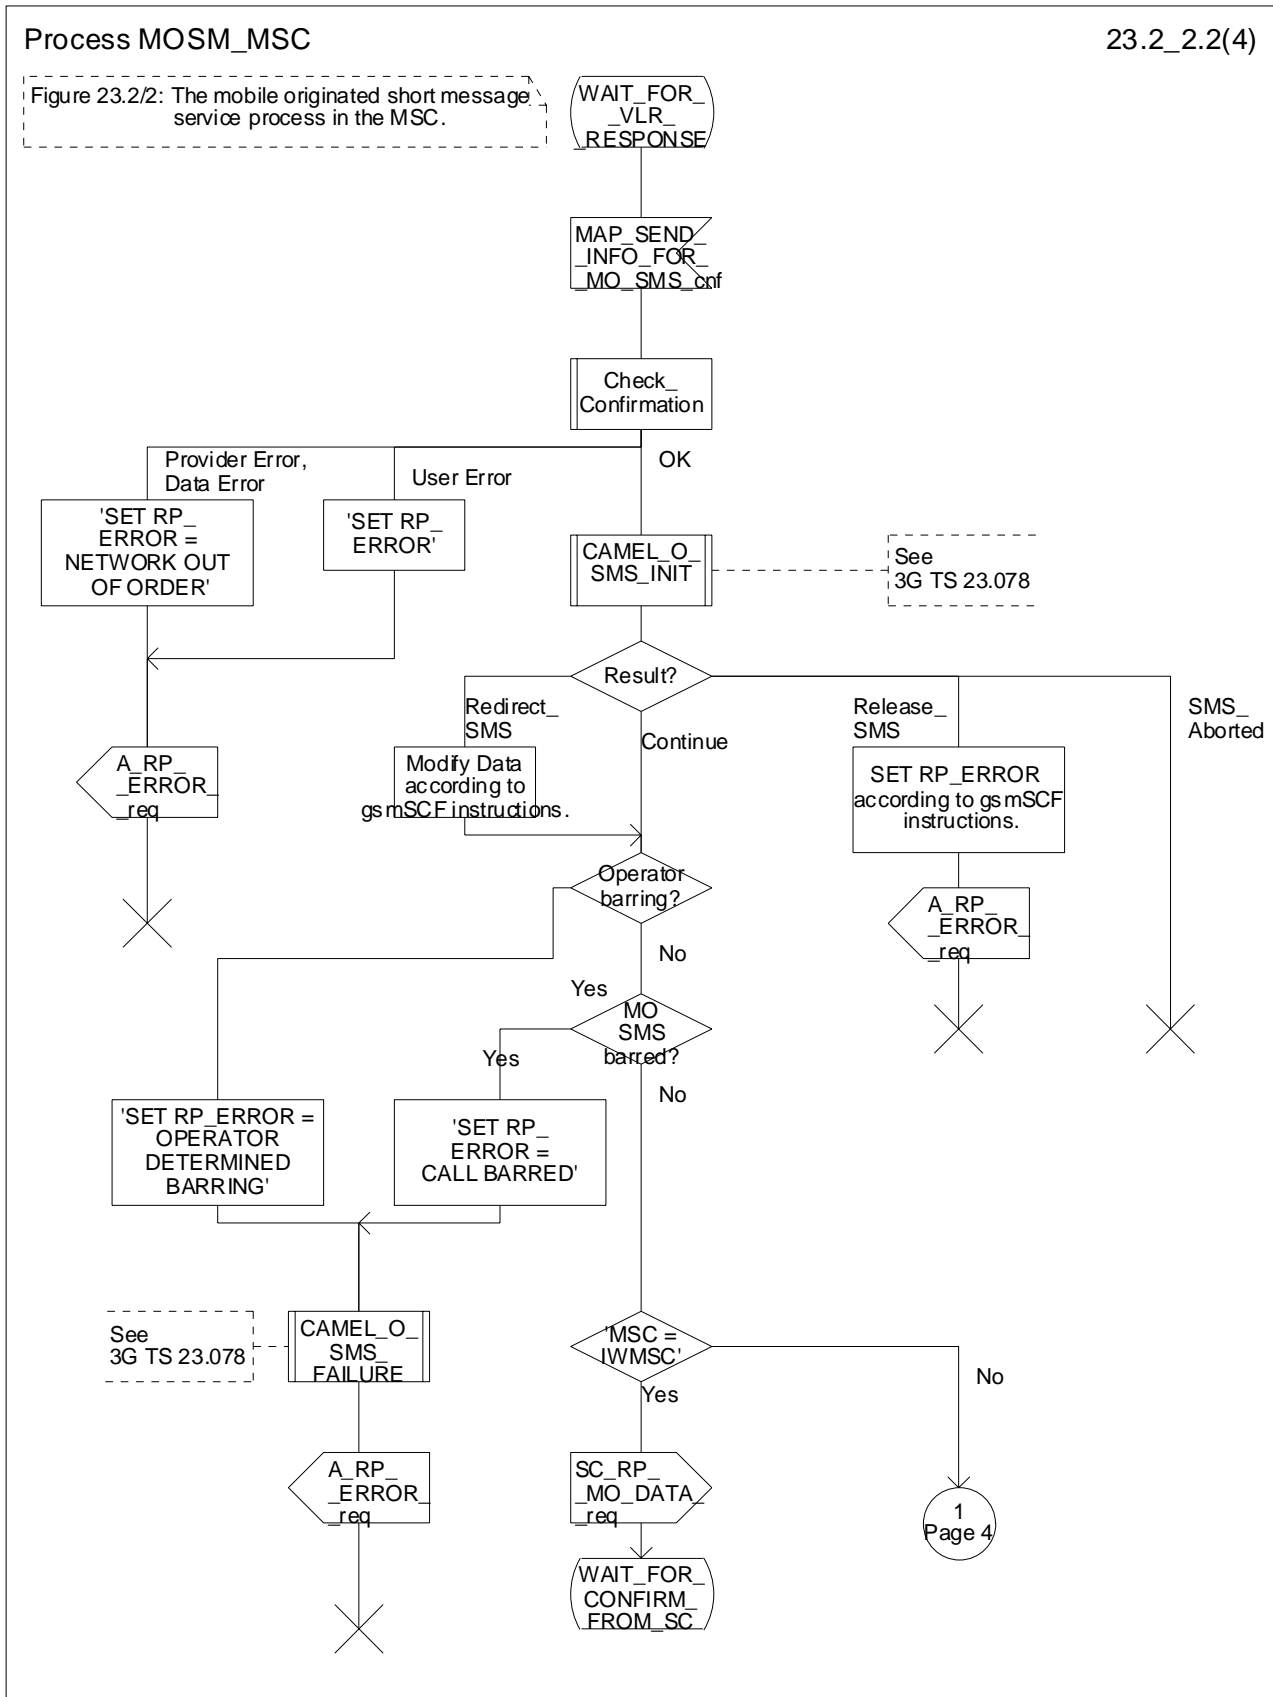 Process MOSM_MSC
23.2_2.2(4)
Figure 23.2/2: The mobile originated short message
service process in the MSC.
WAIT_FOR_
_VLR_
_RESPONSE
MAP_SEND_
_INFO_FOR_
_MO_SMS_cnf
Check_
Confirmation
Provider Error,
Data Error
User Error
OK
'SET RP_
ERROR =
NETWORK OUT
OF ORDER'
'SET RP_
ERROR'
CAMEL_O_
SMS_INIT
See
3G TS 23.078
Result?
Redirect_
SMS
Continue
Release_
SMS
SMS_
Aborted
A_RP_
_ERROR_
_req
Modify Data
according to
gsmSCF instructions.
SET RP_ERROR
according to gsmSCF
instructions.
Operator
barring?
A_RP_
_ERROR_
_req
No
Yes
MO
SMS
barred?
Yes
No
'SET RP_ERROR =
OPERATOR
DETERMINED
BARRING'
'SET RP_
ERROR =
CALL BARRED'
See
3G TS 23.078
CAMEL_O_
SMS_
FAILURE
'MSC =
IWMSC'
No
Yes
A_RP_
_ERROR_
_req
SC_RP_
_MO_DATA_
_req
1
Page 4
WAIT_FOR_
CONFIRM_
FROM_SC